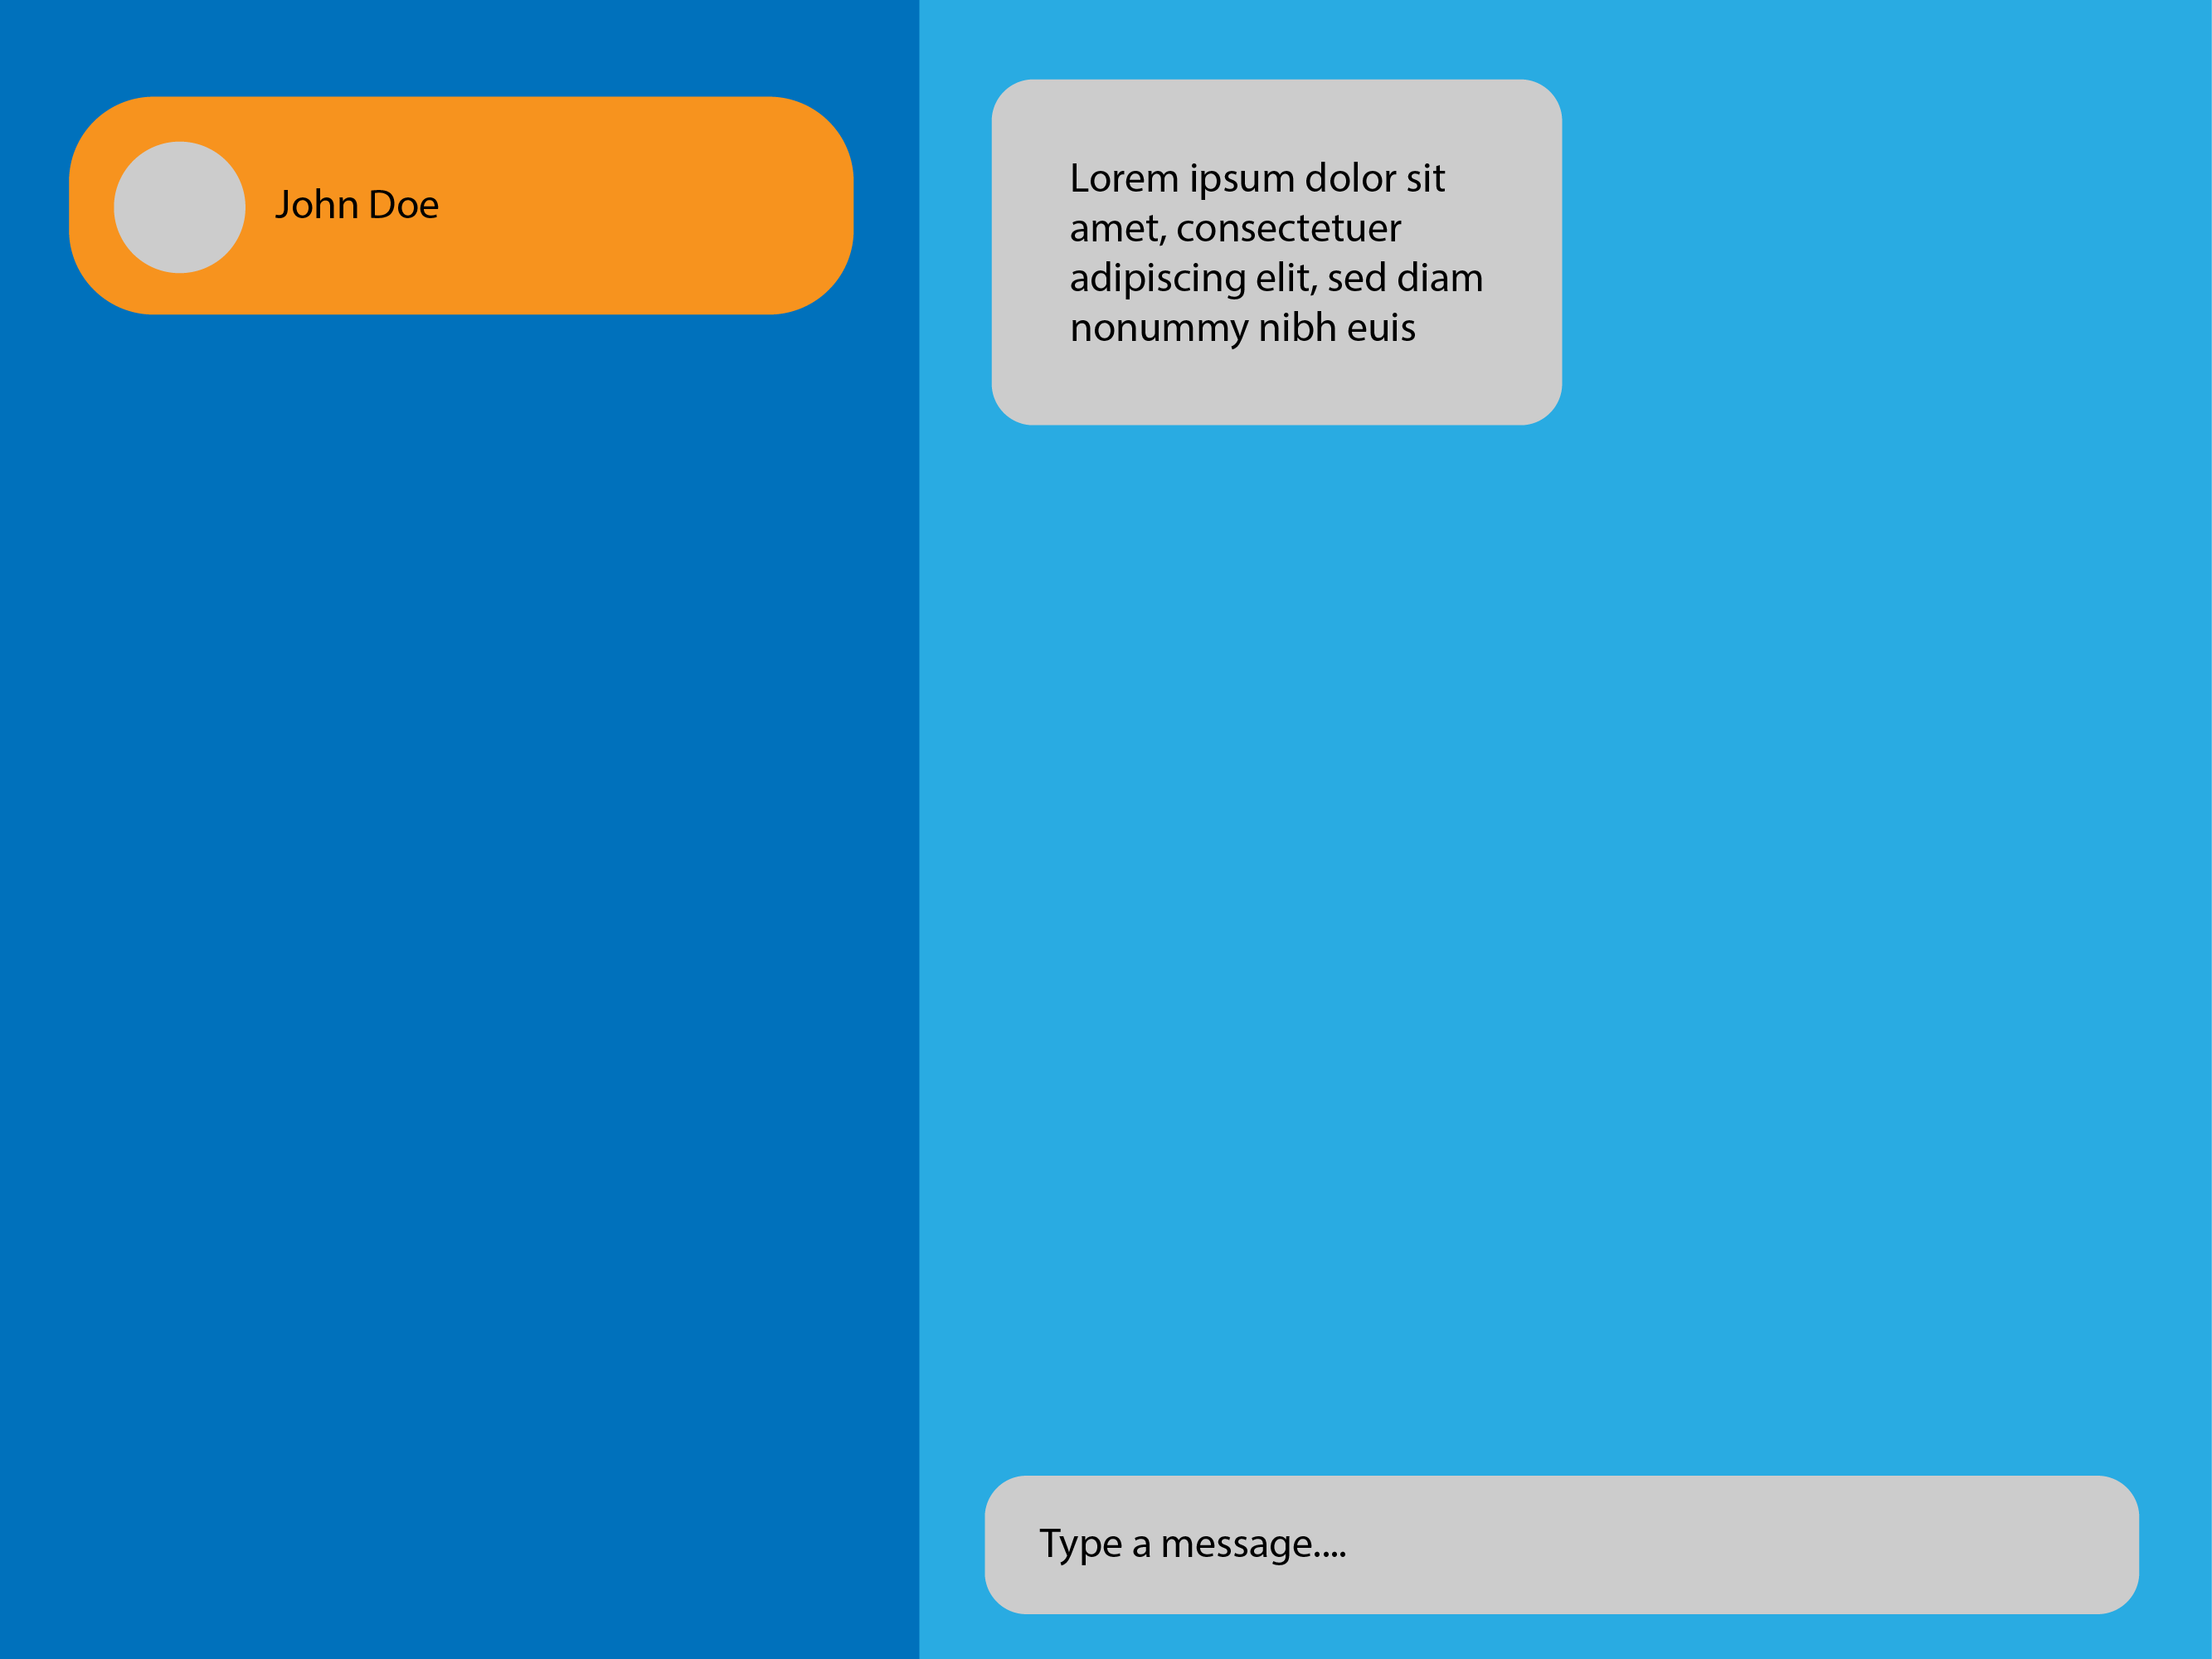 John Doe
Lorem ipsum dolor sit
amet, consectetuer
adipiscing elit, sed diam
nonummy nibh euis
Type a message....